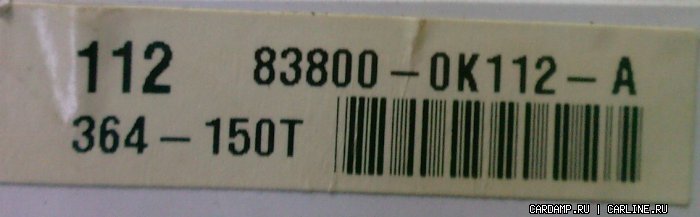 112 83800-0K112-A
364-150T
CARDAMP.RU | CARLINE.RU